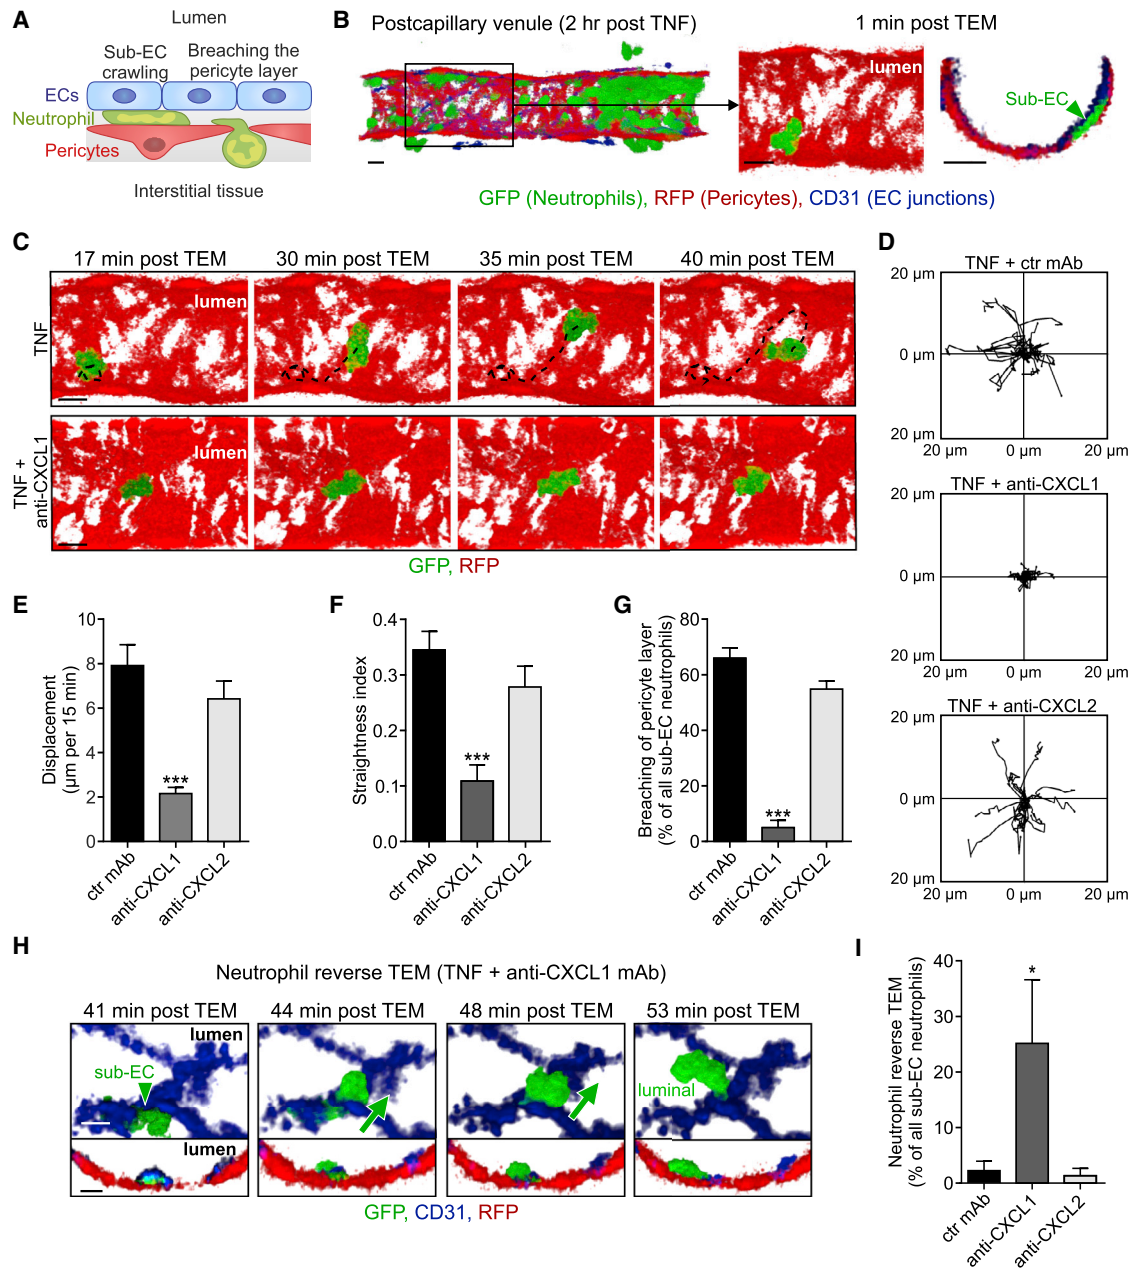 A
Lumen
Sub-EC
crawling
Breaching the
pericyte layer
ECs
Neutrophil
Pericytes
Interstitial tissue
B
Postcapillary venule (2 hr post TNF)
1 min post TEM
lumen
Sub-EC
GFP (Neutrophils), RFP (Pericytes), CD31 (EC junctions)
C
17 min post TEM
30 min post TEM
35 min post TEM
40 min post TEM
TNF
lumen
TNF +
anti-CXCL1
lumen
GFP, RFP
D
TNF + ctr mAb
20 µm
0 µm
20 µm
20 µm
0 µm
20 µm
TNF + anti-CXCL1
20 µm
0 µm
20 µm
20 µm
0 µm
20 µm
TNF + anti-CXCL2
20 µm
0 µm
20 µm
20 µm
0 µm
20 µm
E
Displacement
(µm per 15 min)
10
8
6
4
2
0
***
ctr mAb
anti-CXCL1
anti-CXCL2
F
Straightness index
0.4
0.3
0.2
0.1
0.0
***
ctr mAb
anti-CXCL1
anti-CXCL2
G
Breaching of pericyte layer
(% of all sub-EC neutrophils)
80
60
40
20
0
***
ctr mAb
anti-CXCL1
anti-CXCL2
H
Neutrophil reverse TEM (TNF + anti-CXCL1 mAb)
41 min post TEM
44 min post TEM
48 min post TEM
53 min post TEM
lumen
sub-EC
luminal
lumen
GFP, CD31, RFP
I
Neutrophil reverse TEM
(% of all sub-EC neutrophils)
40
30
20
10
0
*
ctr mAb
anti-CXCL1
anti-CXCL2